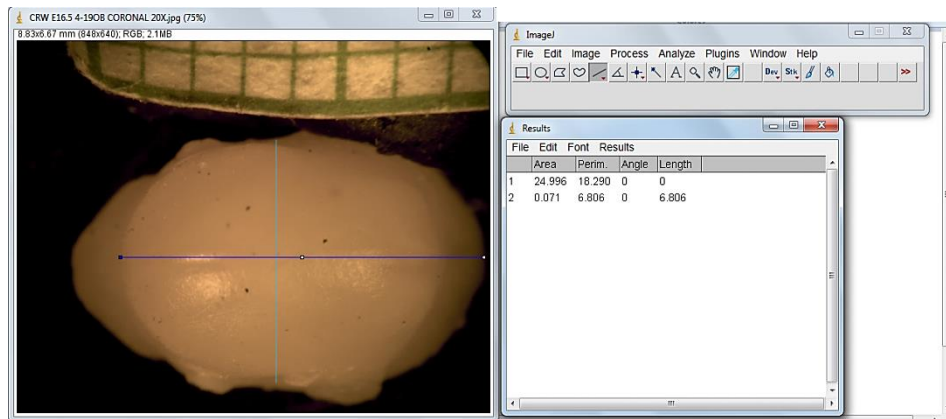 CRW E16.5 4-19OB CORONAL 20X.jpg (75%)
8.83x6.67 mm (848x640); RGB; 2.1MB
ImageJ
File Edit Image Process Analyze Plugins Window Help
A Dev Stk >>
Results
File Edit Font Results
Area Perim. Angle Length
1 24.996 18.290 0 0
2 0.071 6.806 0 6.806